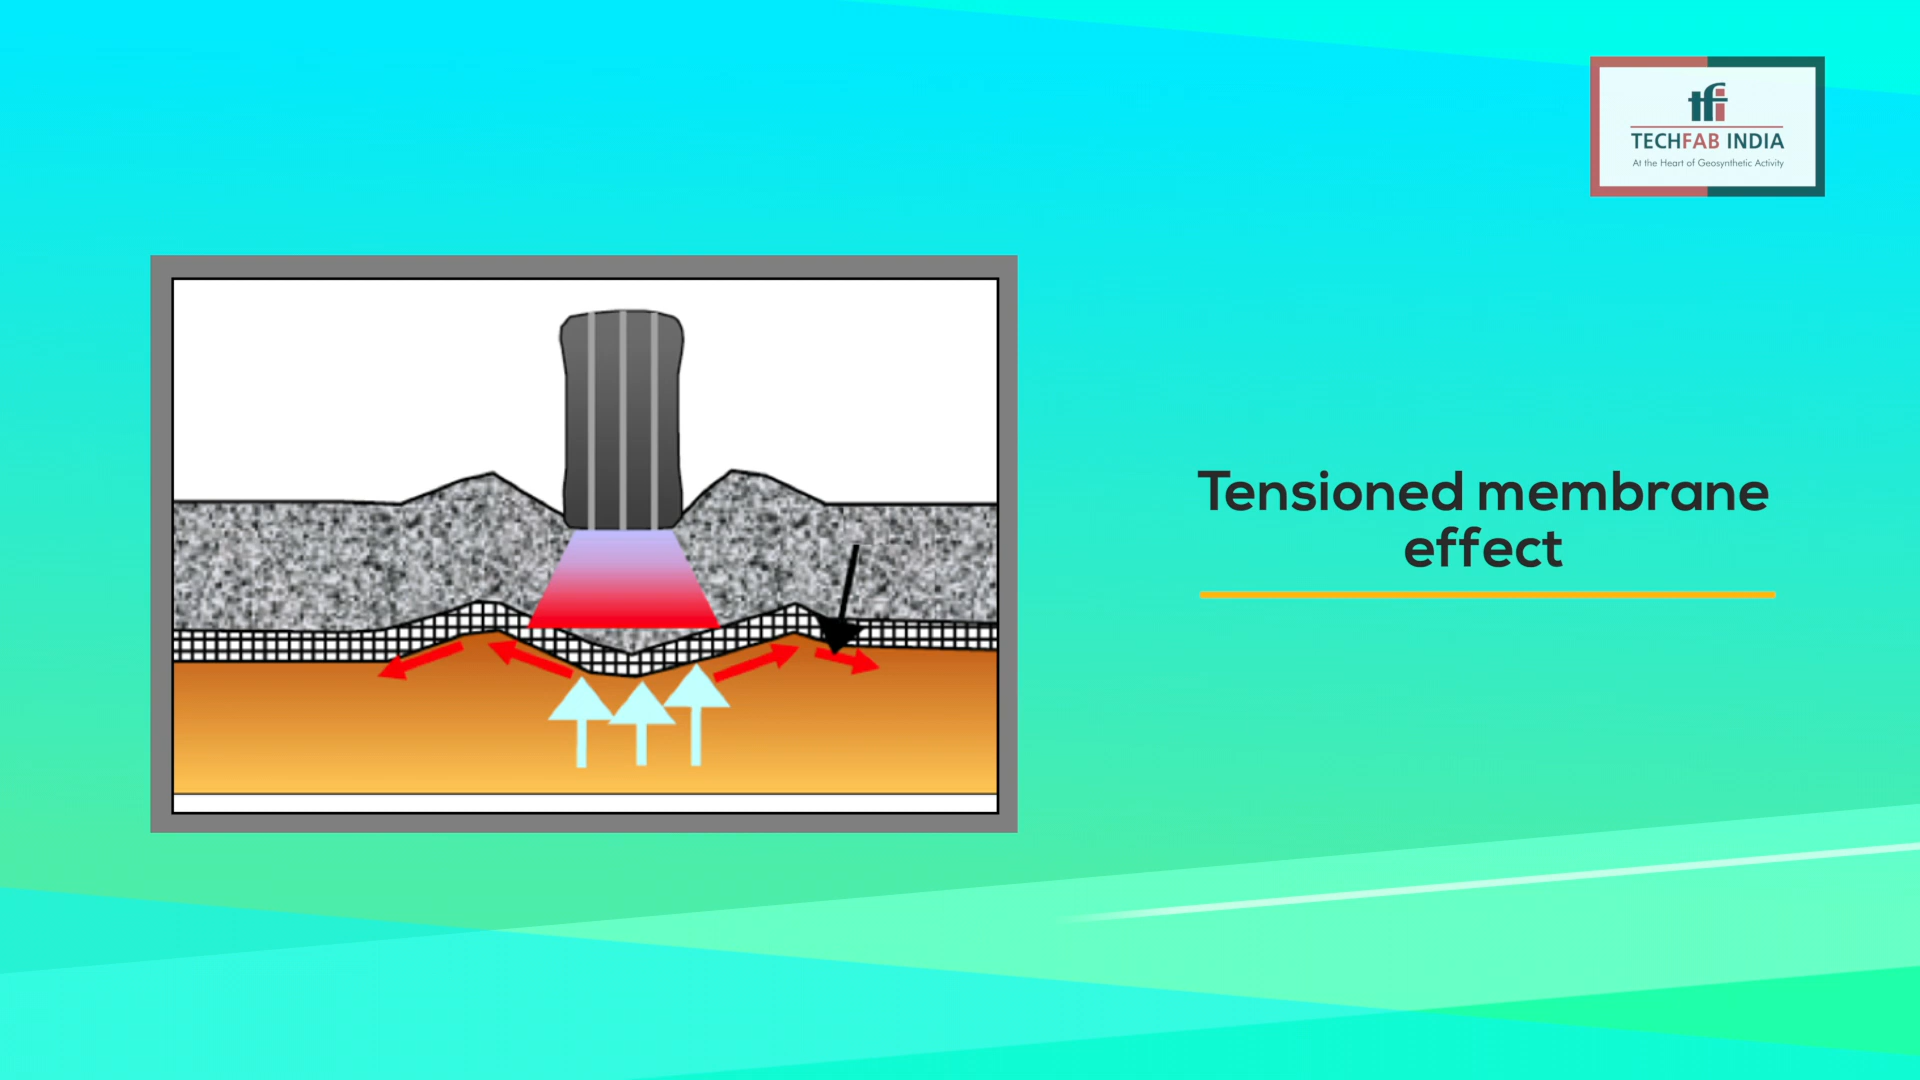 tfi
TECHFAB INDIA
At the Heart of Geosynthetic Activity
Tensioned membrane
effect